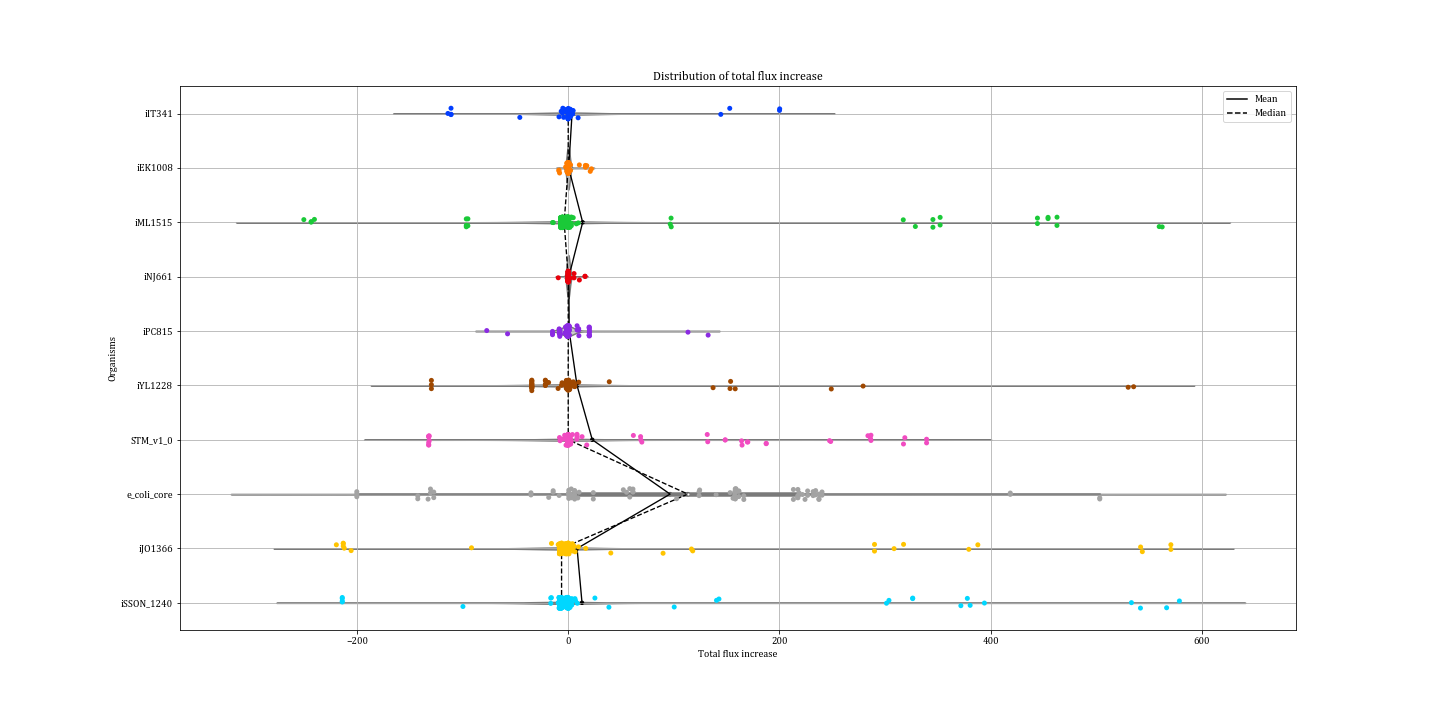 Distribution of total flux increase
Mean
Median
iIT341
iEK1008
iML1515
iNJ661
iPC815
iYL1228
STM_v1_0
e_coli_core
iJO1366
iSSON_1240
Organisms
−200
0
200
400
600
Total flux increase